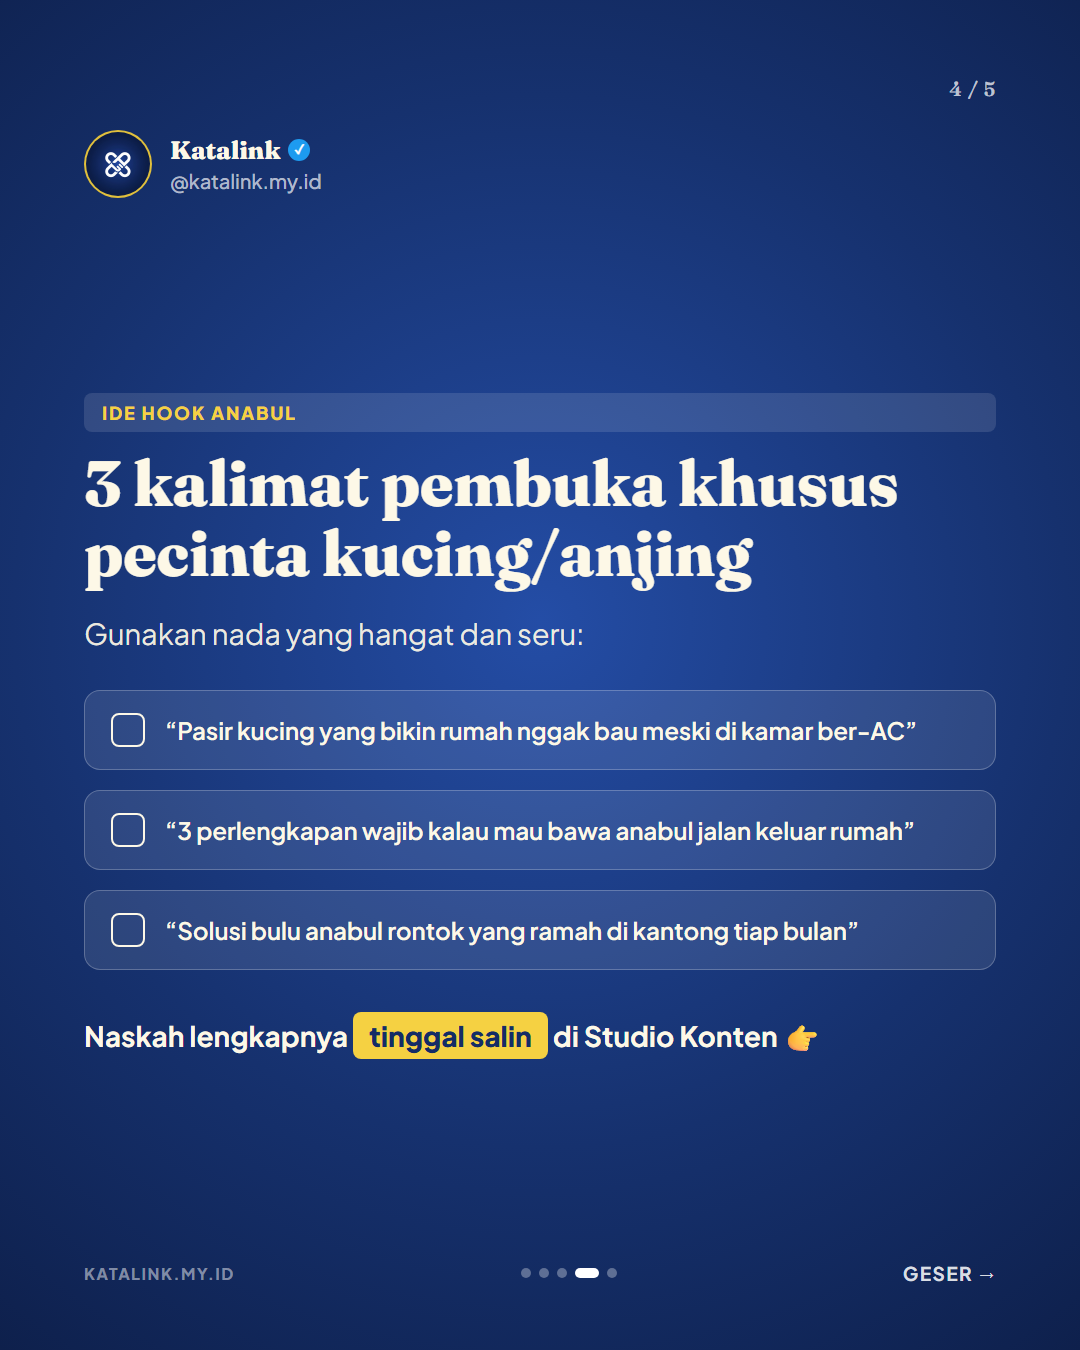 4 / 5
Katalink
@katalink.my.id
IDE HOOK ANABUL
3 kalimat pembuka khusus
pecinta kucing/anjing
Gunakan nada yang hangat dan seru:
“Pasir kucing yang bikin rumah nggak bau meski di kamar ber-AC”
“3 perlengkapan wajib kalau mau bawa anabul jalan keluar rumah”
“Solusi bulu anabul rontok yang ramah di kantong tiap bulan”
Naskah lengkapnya tinggal salin di Studio Konten 👉
KATALINK.MY.ID
GESER →